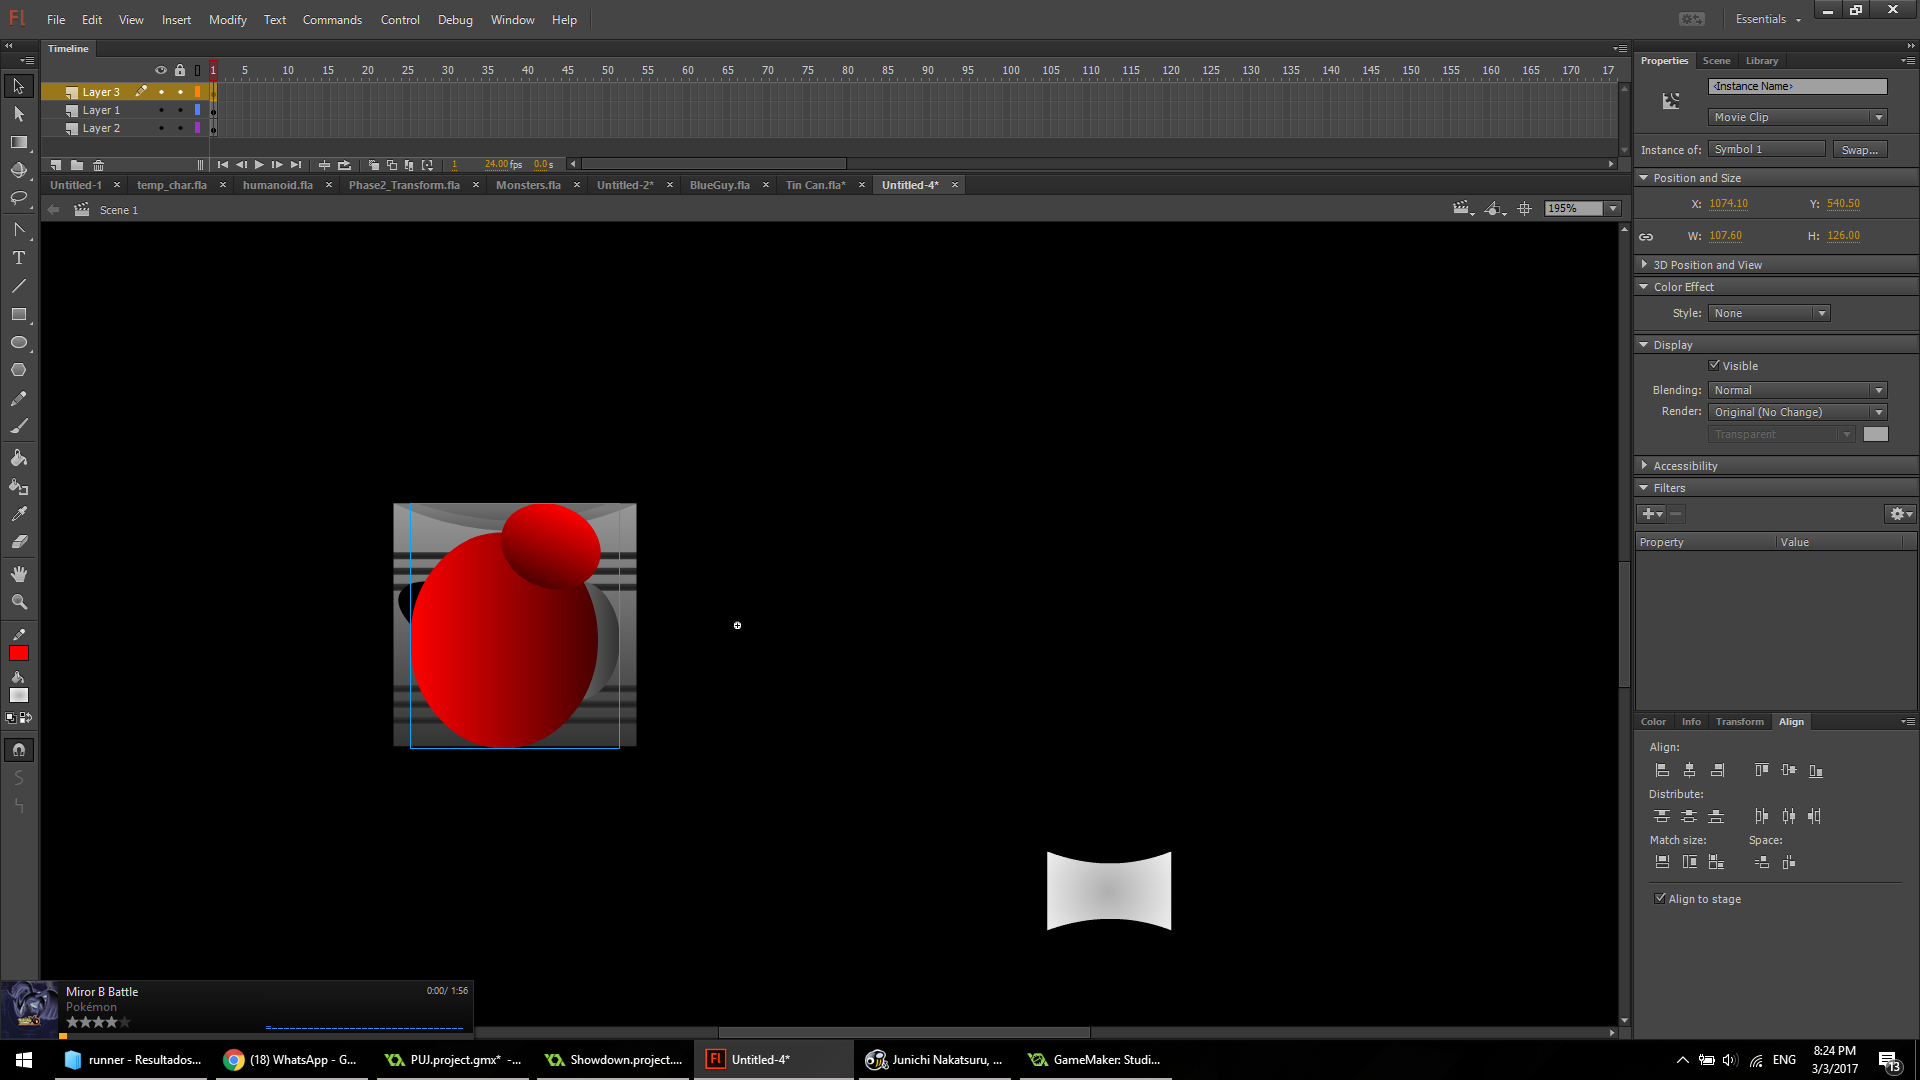 Fl File Edit View Insert Modify Text Commands Control Debug Window Help Essentials
Timeline
1 5 10 15 20 25 30 35 40 45 50 55 60 65 70 75 80 85 90 95 100 105 110 115 120 125 130 135 140 145 150 155 160 165 170 17
Layer 3
Layer 1
Layer 2
1 24.00 fps 0.0 s
Untitled-1 temp_char.fla humanoid.fla Phase2_Transform.fla Monsters.fla Untitled-2* BlueGuy.fla Tin Can.fla* Untitled-4*
Scene 1 195%
Properties Scene Library
<Instance Name>
Movie Clip
Instance of: Symbol 1 Swap...
Position and Size
X: 1074.10 Y: 540.50
W: 107.60 H: 126.00
3D Position and View
Color Effect
Style: None
Display
Visible
Blending: Normal
Render: Original (No Change)
Transparent
Accessibility
Filters
Property Value
Color Info Transform Align
Align:
Distribute:
Match size: Space:
Align to stage
Miror B Battle 0:00/ 1:56
Pokémon
runner - Resultados... (18) WhatsApp - G... PUJ.project.gmx* -... Showdown.project.... Fl Untitled-4* Junichi Nakatsuru, ... GameMaker: Studi... ENG
8:24 PM
3/3/2017
13